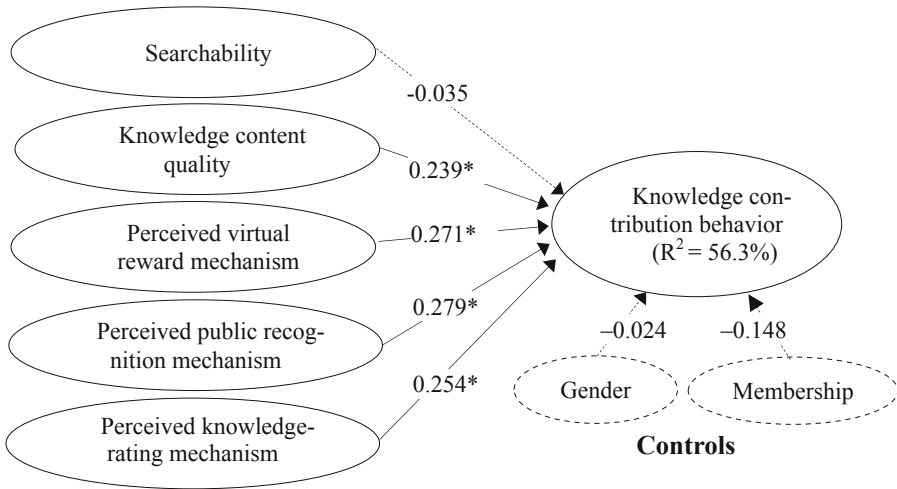 Searchability
-0.035
Knowledge content
quality
0.239*
Knowledge con-
tribution behavior
(R² = 56.3%)
Perceived virtual
reward mechanism
0.271*
Perceived public recog-
nition mechanism
0.279*
–0.024
–0.148
0.254*
Gender
Membership
Perceived knowledge-
rating mechanism
Controls